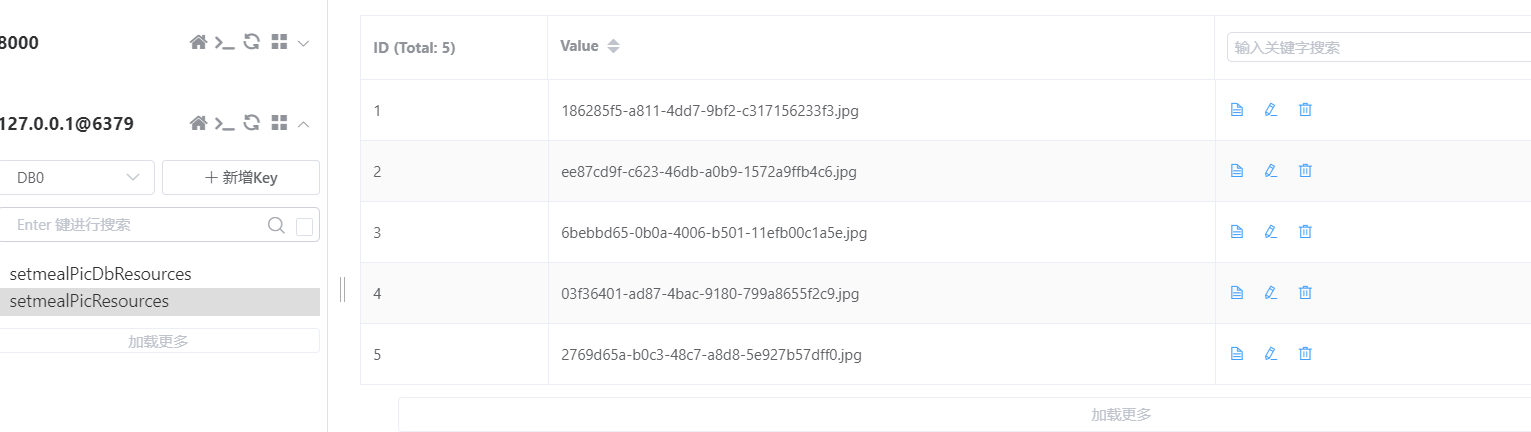 8000
127.0.0.1@6379
DB0
新增Key
Enter 键进行搜索
setmealPicDbResources
setmealPicResources
加载更多
ID (Total: 5) Value 输入关键字搜索
1 186285f5-a811-4dd7-9bf2-c317156233f3.jpg
2 ee87cd9f-c623-46db-a0b9-1572a9ffb4c6.jpg
3 6bebbd65-0b0a-4006-b501-11efb00c1a5e.jpg
4 03f36401-ad87-4bac-9180-799a8655f2c9.jpg
5 2769d65a-b0c3-48c7-a8d8-5e927b57dff0.jpg
加载更多